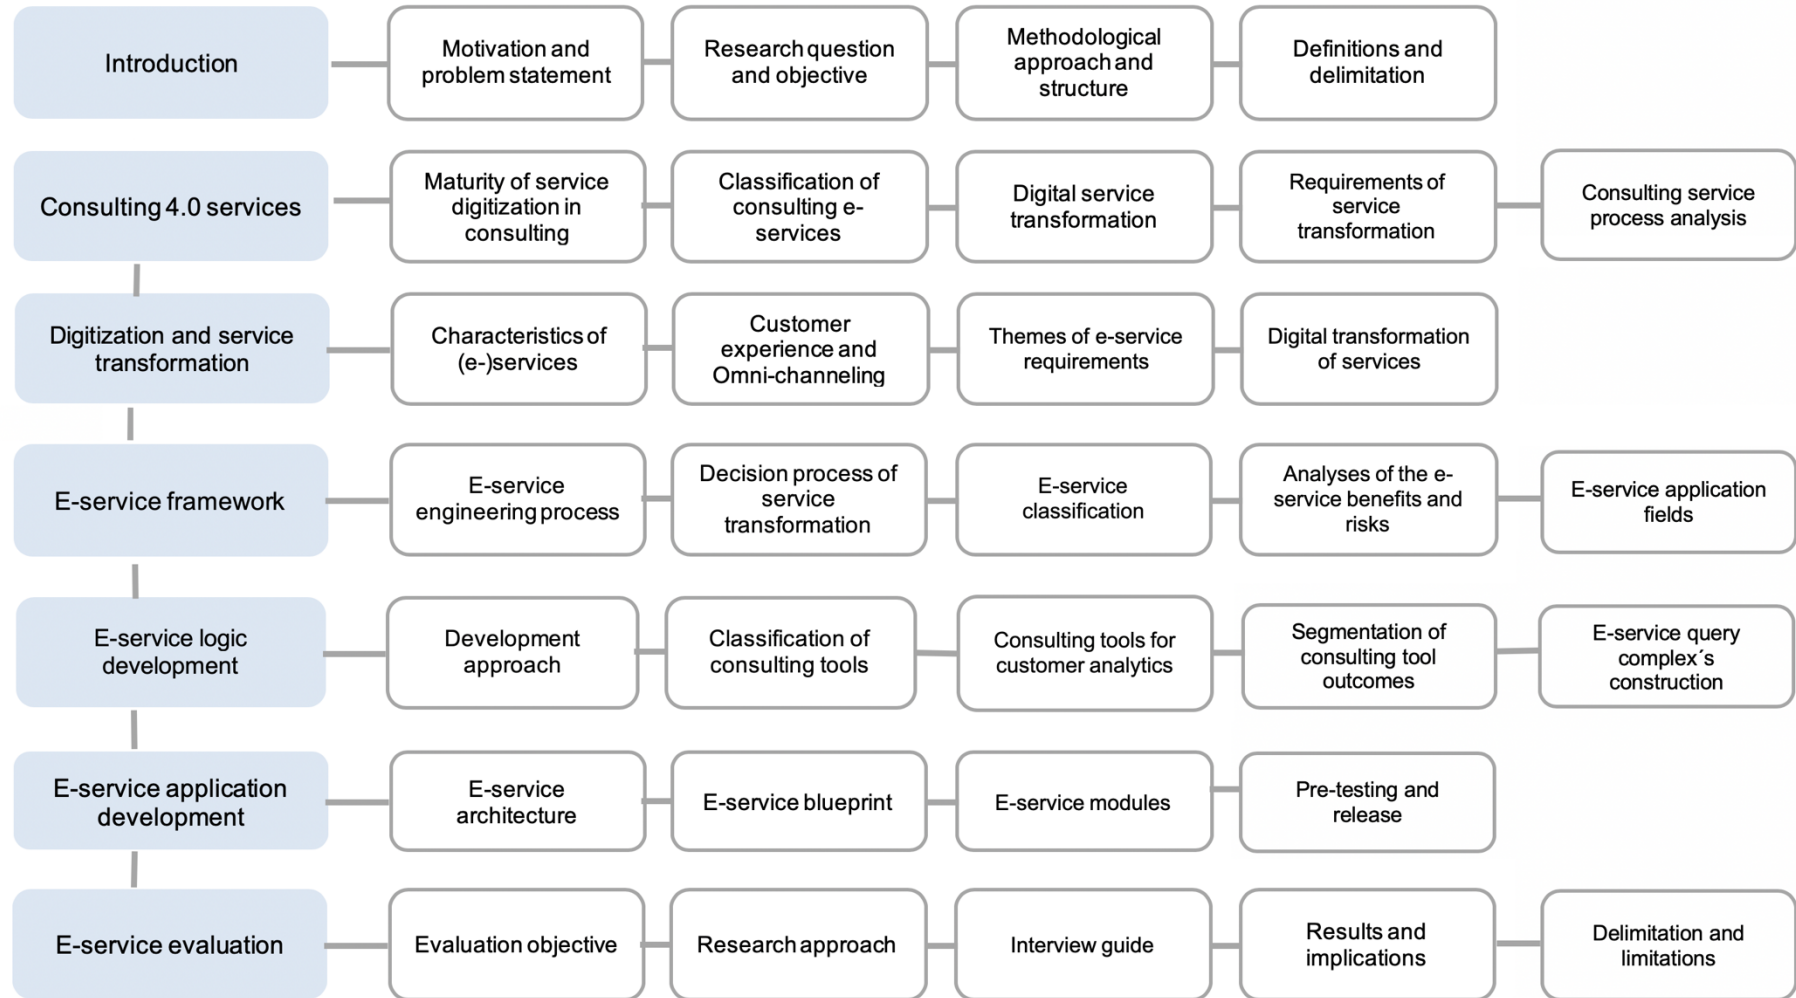 Introduction
Motivation and
problem statement
Research question
and objective
Methodological
approach and
structure
Definitions and
delimitation
Consulting 4.0 services
Maturity of service
digitization in
consulting
Classification of
consulting e-
services
Digital service
transformation
Requirements of
service
transformation
Consulting service
process analysis
Digitization and service
transformation
Characteristics of
(e-)services
Customer
experience and
Omni-channeling
Themes of e-service
requirements
Digital transformation
of services
E-service framework
E-service
engineering process
Decision process of
service
transformation
E-service
classification
Analyses of the e-
service benefits and
risks
E-service application
fields
E-service logic
development
Development
approach
Classification of
consulting tools
Consulting tools for
customer analytics
Segmentation of
consulting tool
outcomes
E-service query
complex´s
construction
E-service application
development
E-service
architecture
E-service blueprint
E-service modules
Pre-testing and
release
E-service evaluation
Evaluation objective
Research approach
Interview guide
Results and
implications
Delimitation and
limitations